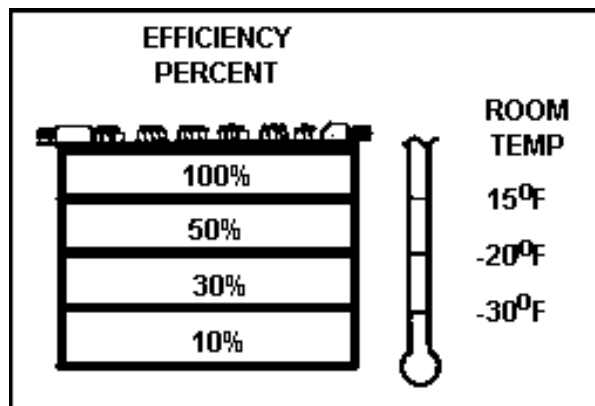 EFFICIENCY
PERCENT
ROOM
TEMP
100%
15⁰F
50%
-20⁰F
30%
-30⁰F
10%